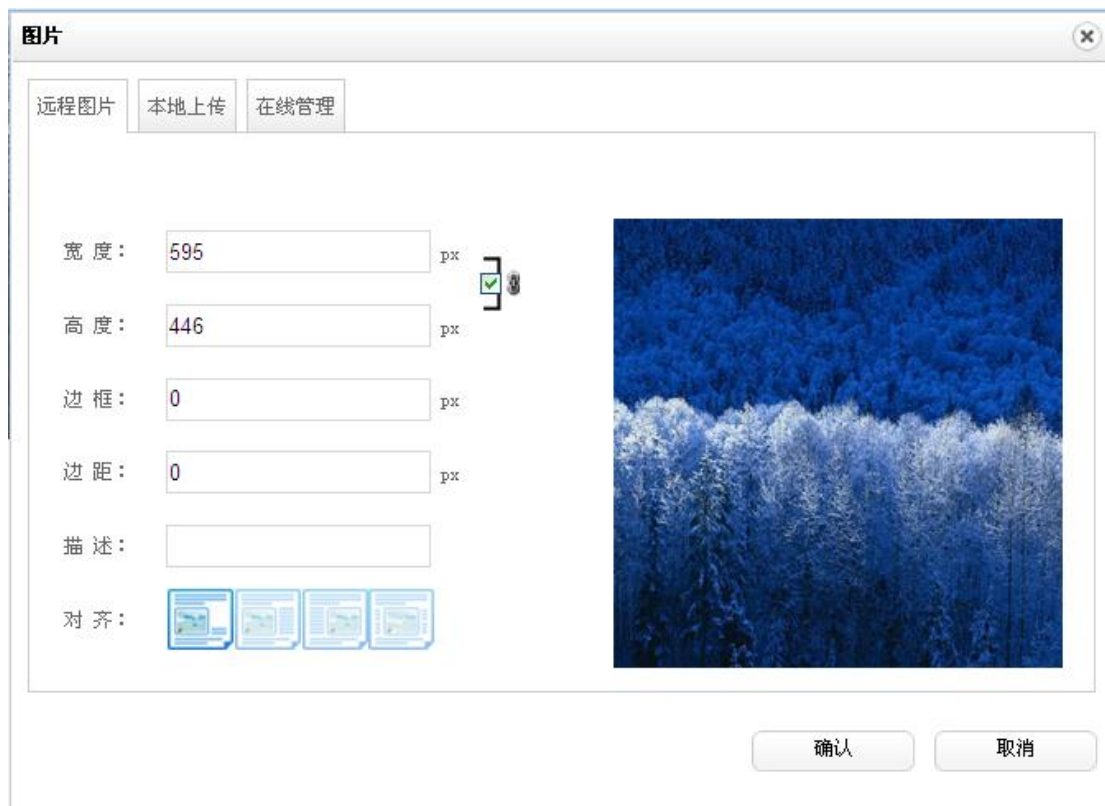 图片
远程图片 本地上传 在线管理
宽 度： 595 px
高 度： 446 px
边 框： 0 px
边 距： 0 px
描 述：
对 齐：
确认 取消